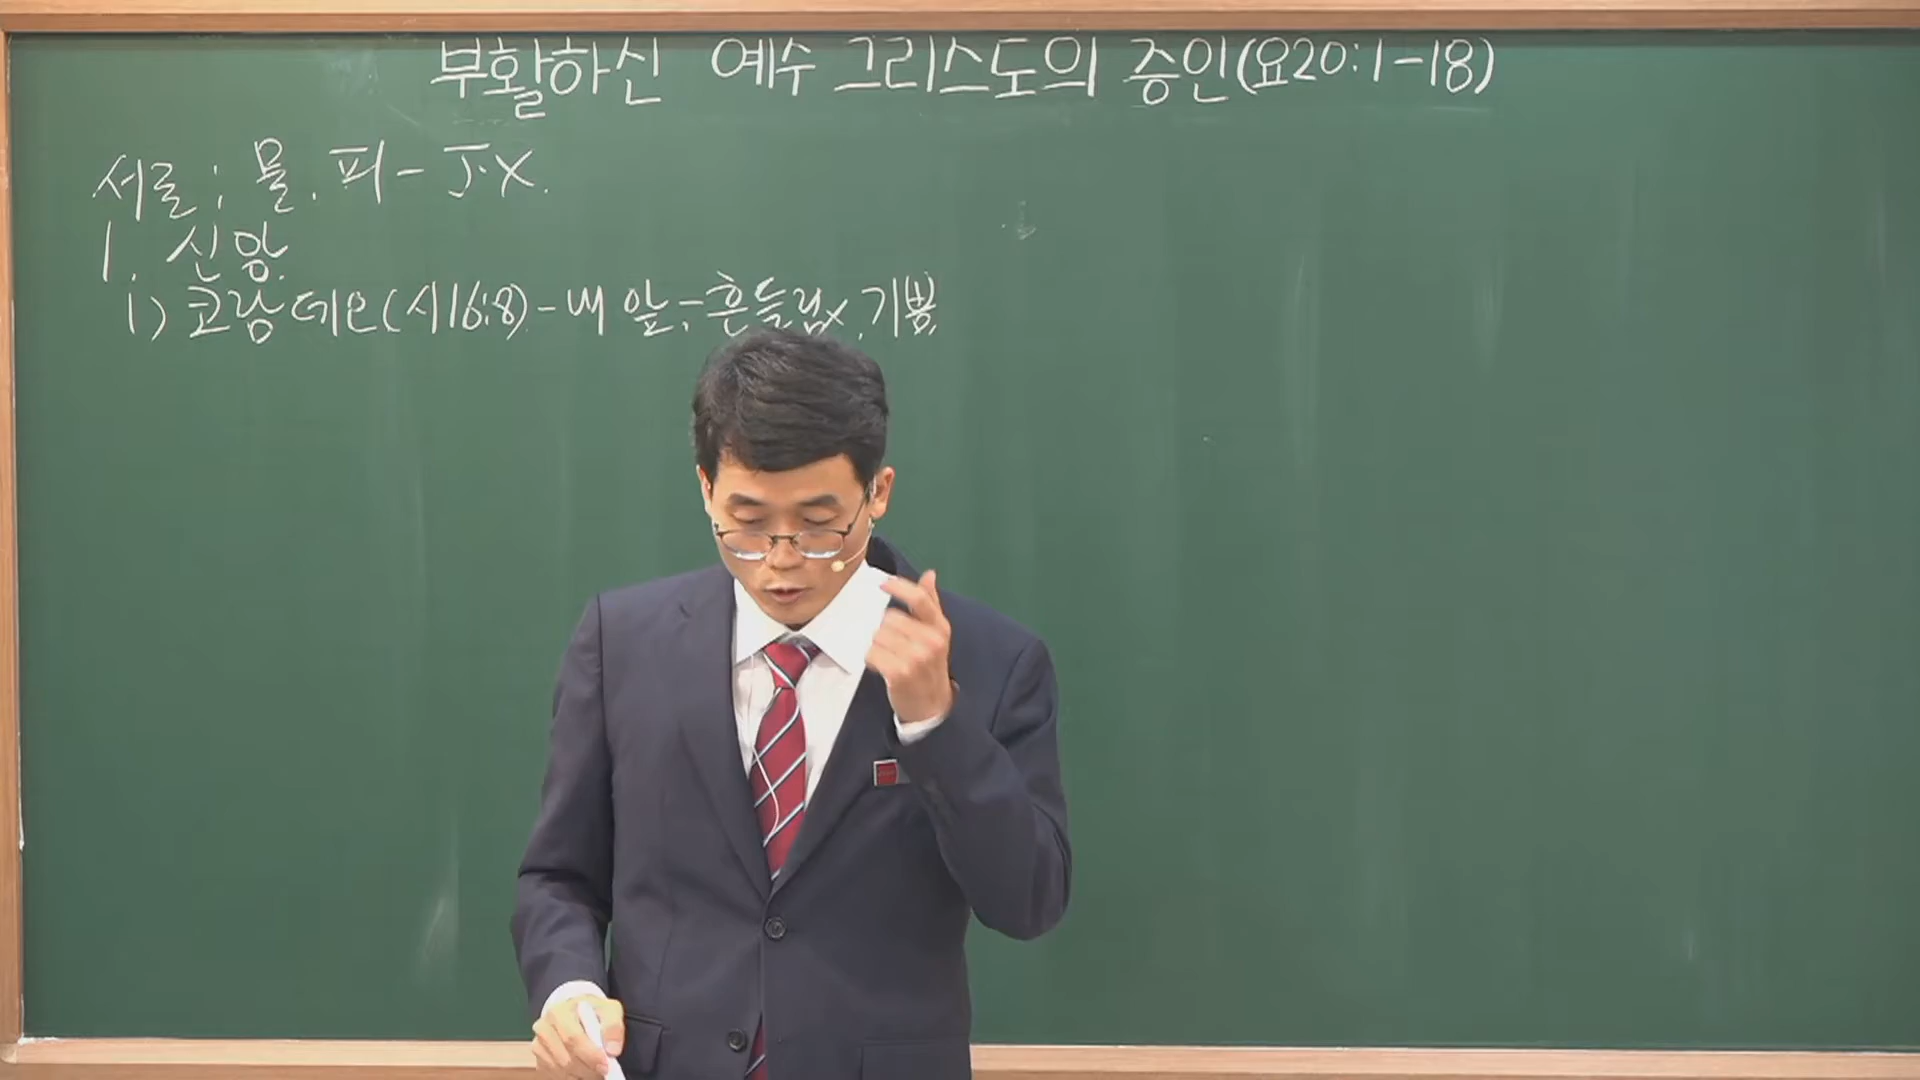 부활하신 예수 그리스도의 증인(요20:1-18)
서론; 물. 피- J.X.
1. 신앙.
1) 코람데오(시16:8)-내 앞;-흔들림x, 기쁨